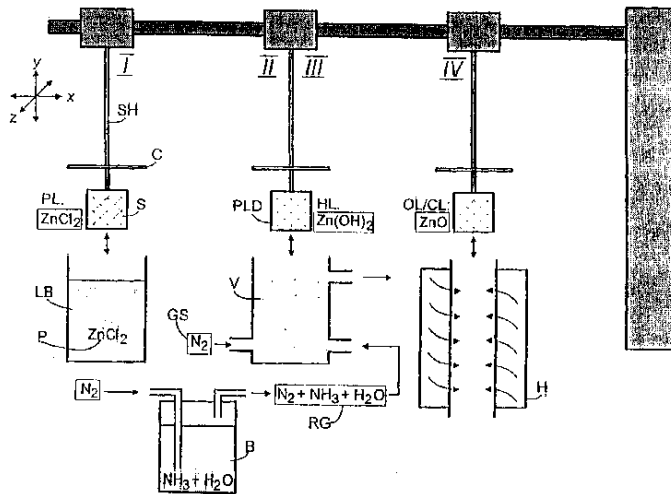 I
II
III
IV
y
x
z
SH
C
PL.
ZnCl2
S
PLD
HL.
Zn(OH)2
OL/CL:
ZnO
LB
P
ZnCl2
V
GS
N2
N2
N2 + NH3 + H2O
RG
B
NH3 + H2O
H